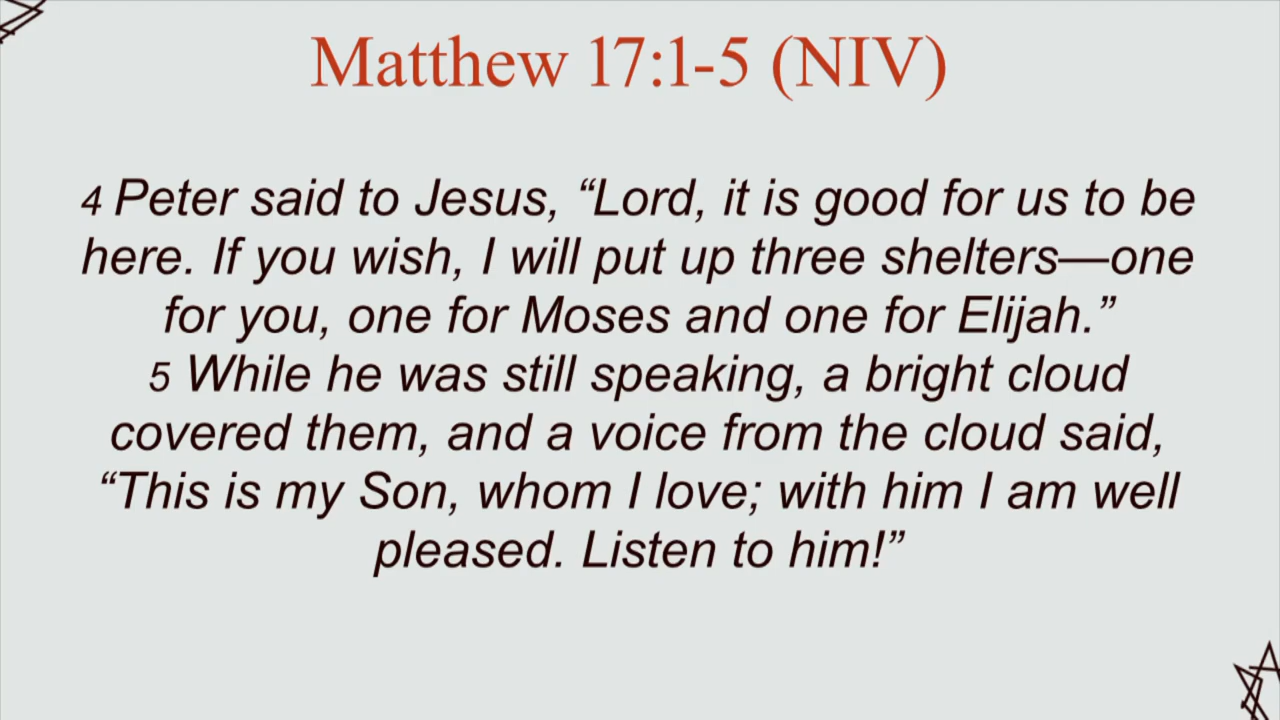 Matthew 17:1-5 (NIV)
4 Peter said to Jesus, “Lord, it is good for us to be
here. If you wish, I will put up three shelters—one
for you, one for Moses and one for Elijah.”
5 While he was still speaking, a bright cloud
covered them, and a voice from the cloud said,
“This is my Son, whom I love; with him I am well
pleased. Listen to him!”